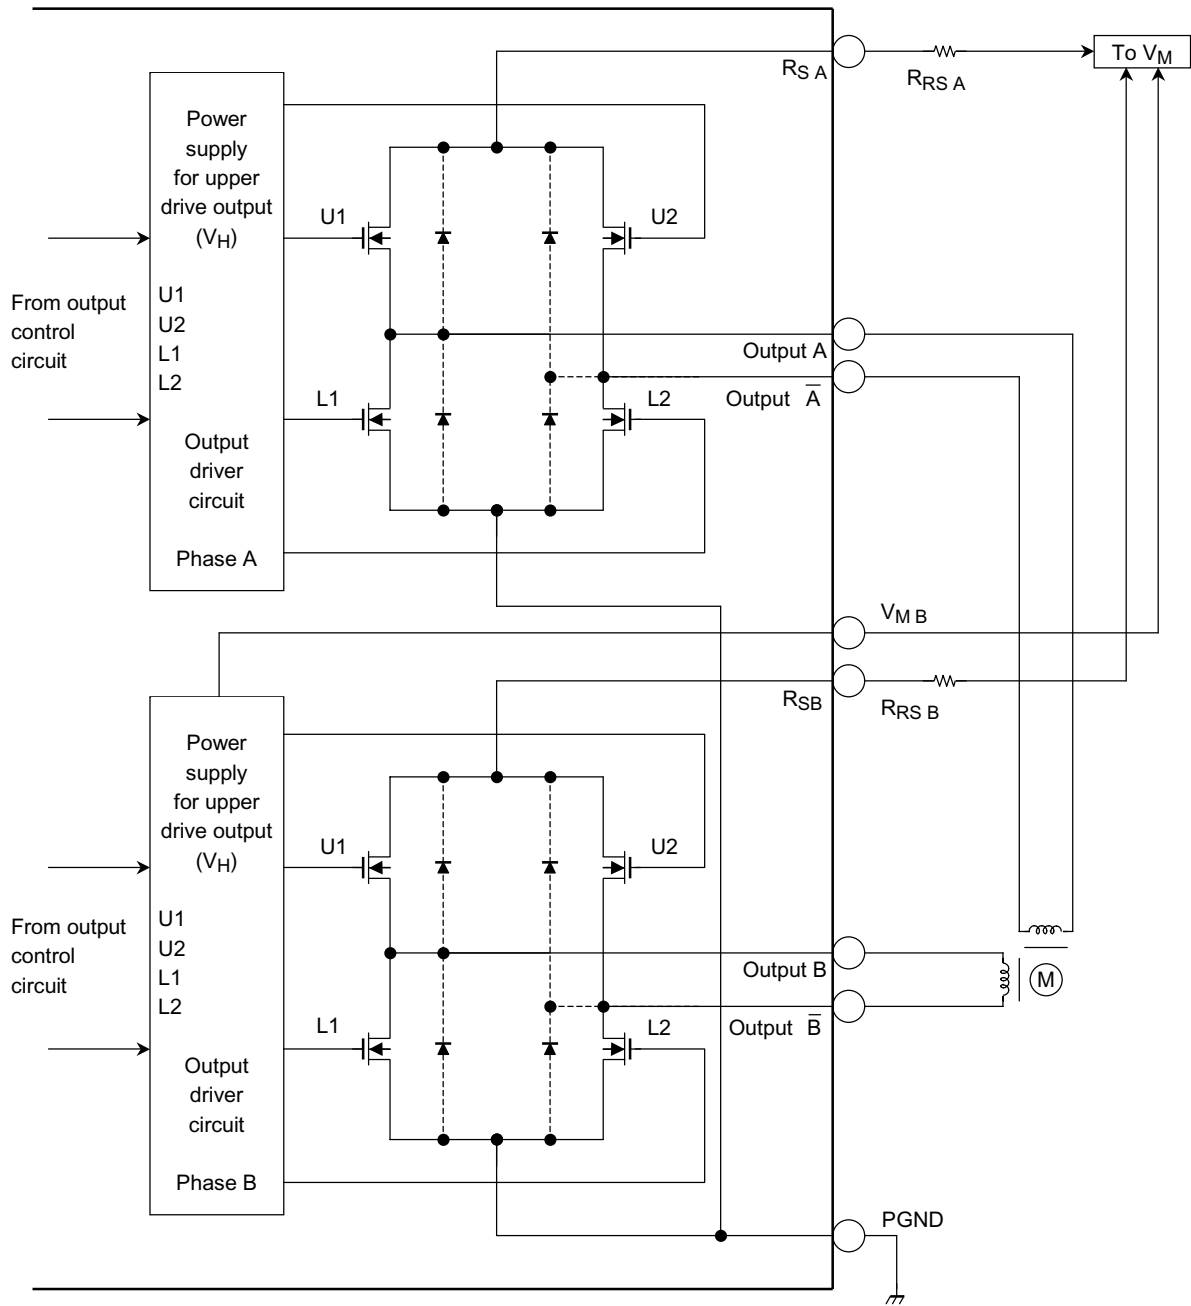 R_S A
R_RS A
To V_M
Power
supply
for upper
drive output
(V_H)
U1
U2
From output
control
circuit
U1
U2
L1
L2
Output A
Output A̅
L1
L2
Output
driver
circuit
Phase A
V_M B
R_SB
R_RS B
Power
supply
for upper
drive output
(V_H)
U1
U2
From output
control
circuit
U1
U2
L1
L2
Output B
Output B̅
M
L1
L2
Output
driver
circuit
Phase B
PGND